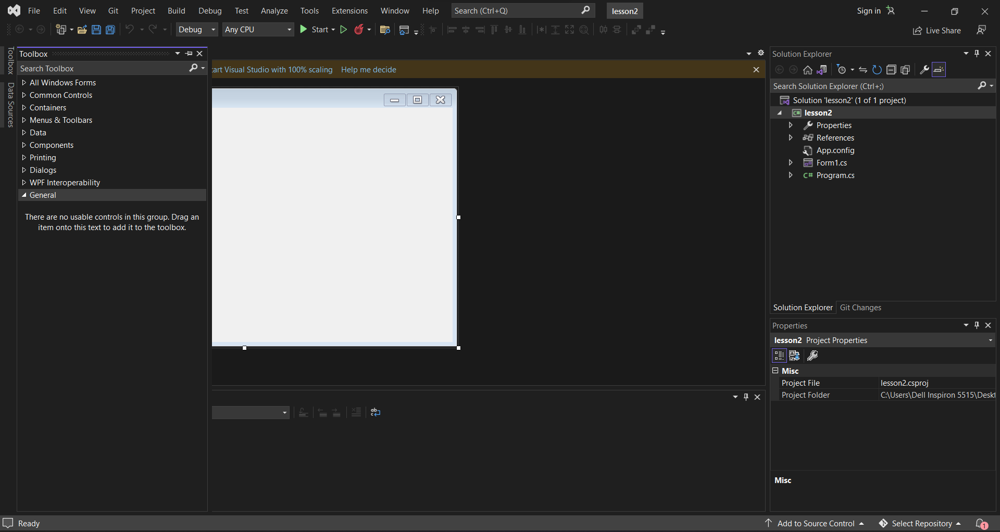 File Edit View Git Project Build Debug Test Analyze Tools Extensions Window Help Search (Ctrl+Q) lesson2 Sign in
Debug Any CPU Start Live Share
Toolbox
Data Sources
Toolbox
Search Toolbox
All Windows Forms
Common Controls
Containers
Menus & Toolbars
Data
Components
Printing
Dialogs
WPF Interoperability
General
There are no usable controls in this group. Drag an
item onto this text to add it to the toolbox.
tart Visual Studio with 100% scaling Help me decide
Solution Explorer
Search Solution Explorer (Ctrl+;)
Solution 'lesson2' (1 of 1 project)
C# lesson2
Properties
References
App.config
Form1.cs
C# Program.cs
Solution Explorer Git Changes
Properties
lesson2 Project Properties
Misc
Project File lesson2.csproj
Project Folder C:\Users\Dell Inspiron 5515\Deskt
Misc
Ready Add to Source Control Select Repository 1